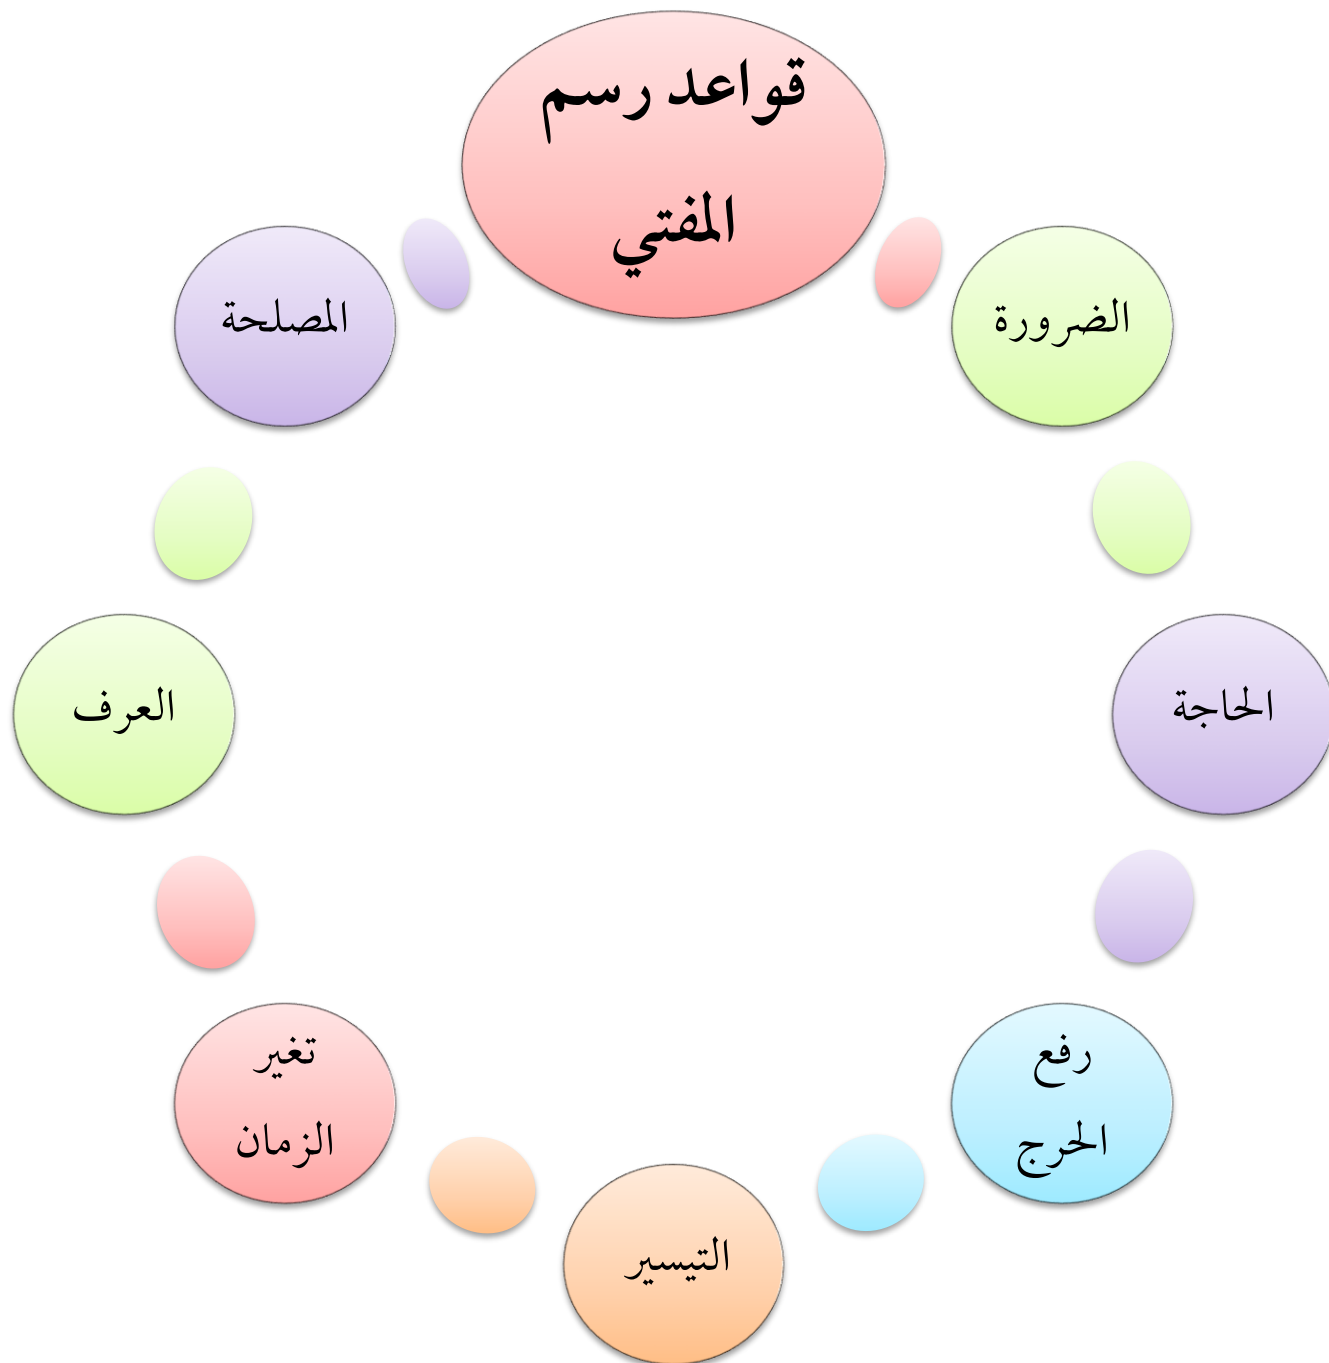 قواعد رسم
المفتي
الضرورة
الحاجة
رفع
الحرج
التيسير
تغير
الزمان
العرف
المصلحة